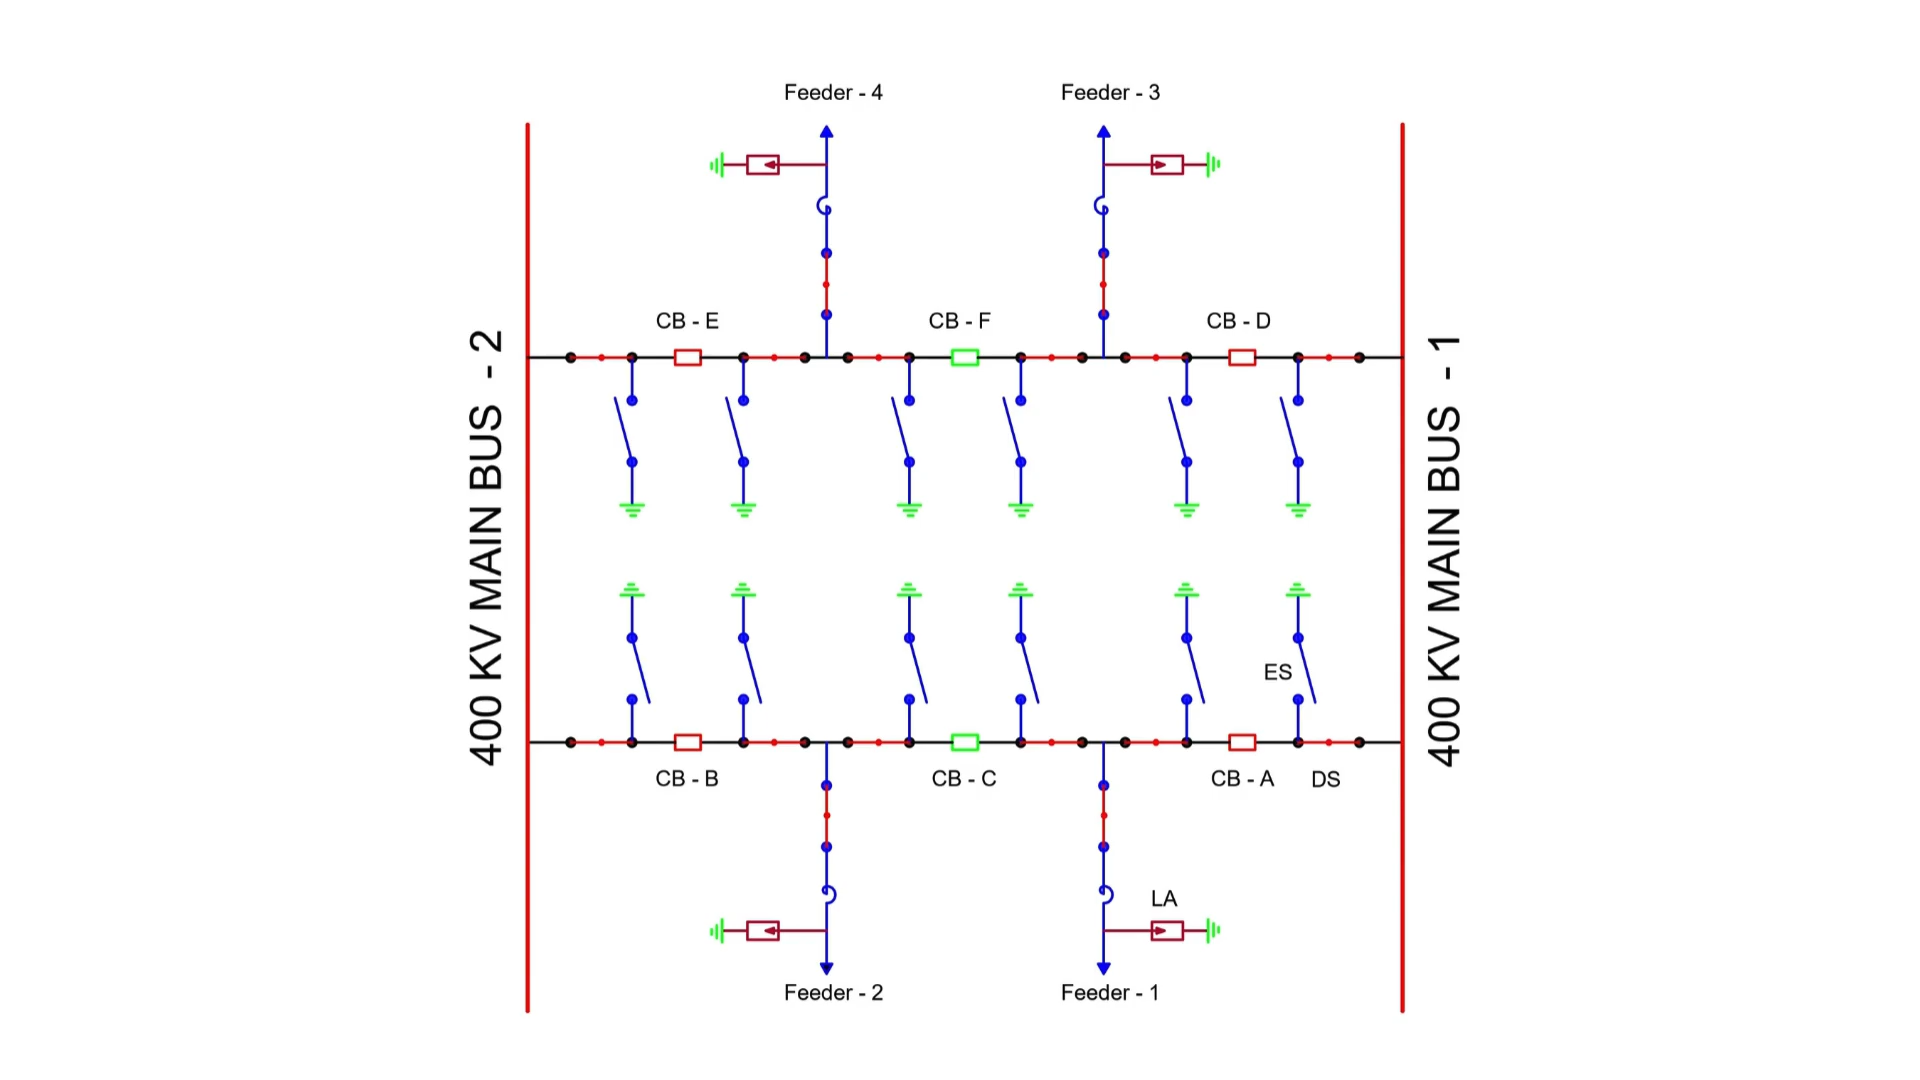 Feeder - 4
Feeder - 3
CB - E
CB - F
CB - D
400 KV MAIN BUS - 2
400 KV MAIN BUS - 1
ES
CB - B
CB - C
CB - A
DS
LA
Feeder - 2
Feeder - 1